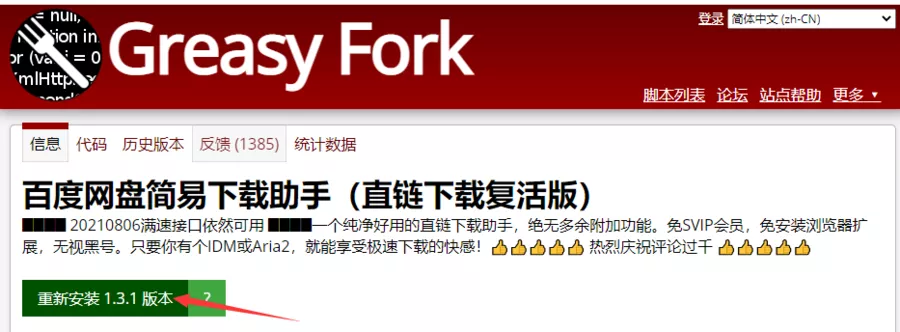 = null,
登录 简体中文 (zh-CN)
Greasy Fork
脚本列表 论坛 站点帮助 更多 ▼
信息 代码 历史版本 反馈 (1385) 统计数据
百度网盘简易下载助手（直链下载复活版）
████ 20210806满速接口依然可用 ████一个纯净好用的直链下载助手，绝无多余附加功能。免SVIP会员，免安装浏览器扩
展，无视黑号。只要你有个IDM或Aria2，就能享受极速下载的快感！👍👍👍👍👍 热烈庆祝评论过千 👍👍👍👍👍
重新安装 1.3.1 版本 ?